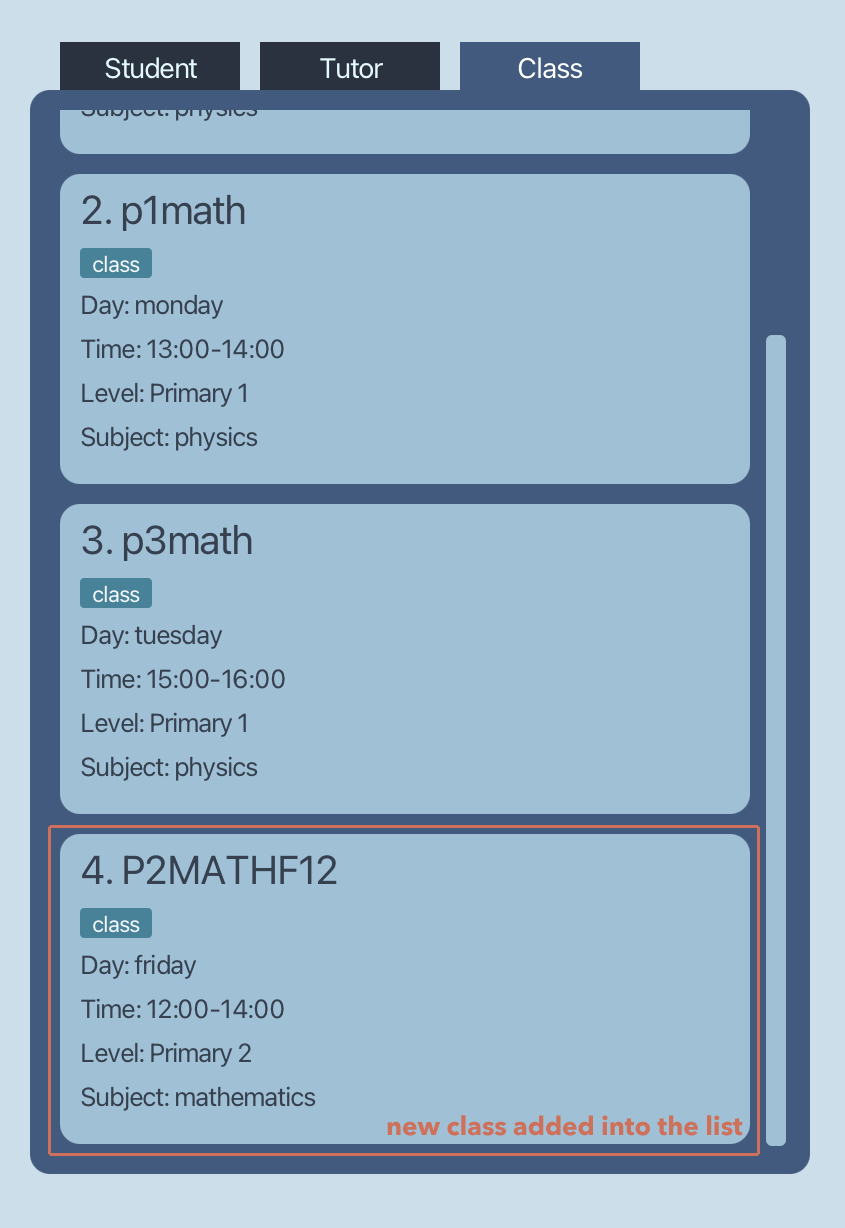 Student
Tutor
Class
Subject: physics
2. p1math
class
Day: monday
Time: 13:00-14:00
Level: Primary 1
Subject: physics
3. p3math
class
Day: tuesday
Time: 15:00-16:00
Level: Primary 1
Subject: physics
4. P2MATHF12
class
Day: friday
Time: 12:00-14:00
Level: Primary 2
Subject: mathematics
new class added into the list